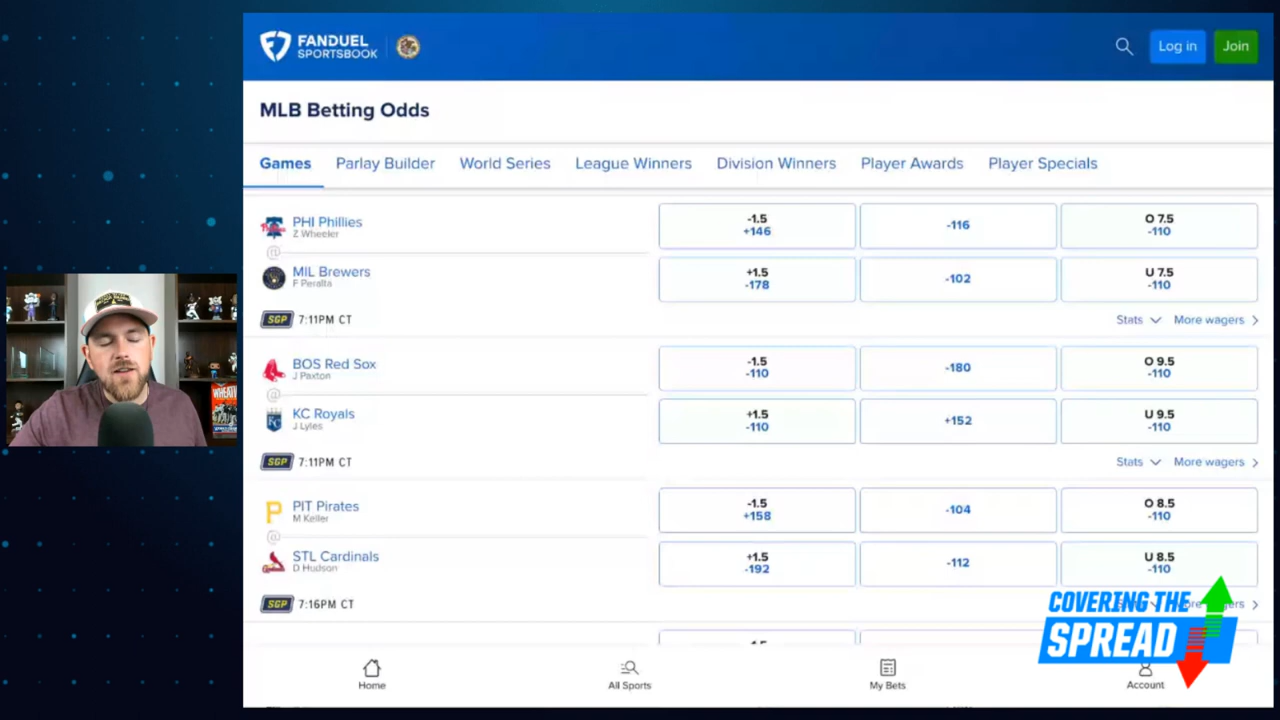 FANDUEL
SPORTSBOOK
Log in
Join
MLB Betting Odds
Games
Parlay Builder
World Series
League Winners
Division Winners
Player Awards
Player Specials
PHI Phillies
Z Wheeler
-1.5
+146
-116
O 7.5
-110
@
MIL Brewers
F Peralta
+1.5
-178
-102
U 7.5
-110
SGP 7:11PM CT
Stats
More wagers
BOS Red Sox
J Paxton
-1.5
-110
-180
O 9.5
-110
@
KC Royals
J Lyles
+1.5
-110
+152
U 9.5
-110
SGP 7:11PM CT
Stats
More wagers
PIT Pirates
M Keller
-1.5
+158
-104
O 8.5
-110
@
STL Cardinals
D Hudson
+1.5
-192
-112
U 8.5
-110
SGP 7:16PM CT
COVERING THE
SPREAD
Home
All Sports
My Bets
Account
WHEATIES